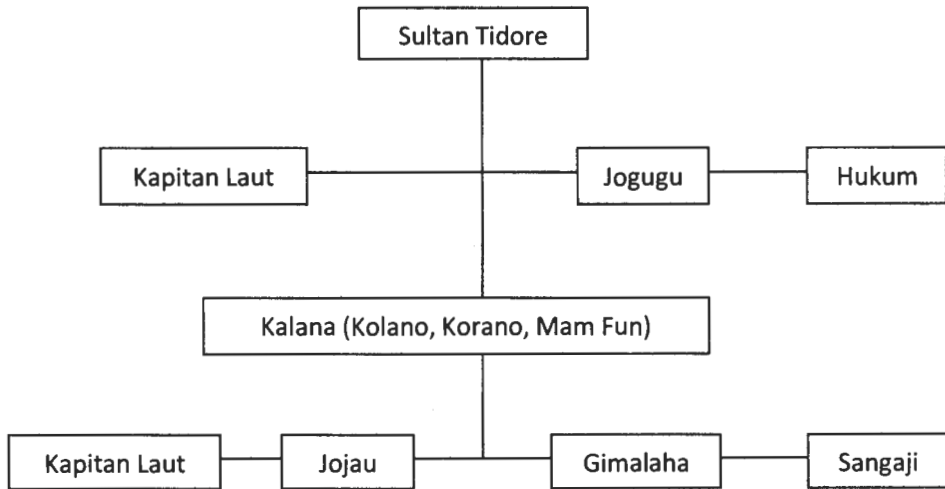 Sultan Tidore
Kapitan Laut
Jogugu
Hukum
Kalana (Kolano, Korano, Mam Fun)
Kapitan Laut
Jojau
Gimalaha
Sangaji